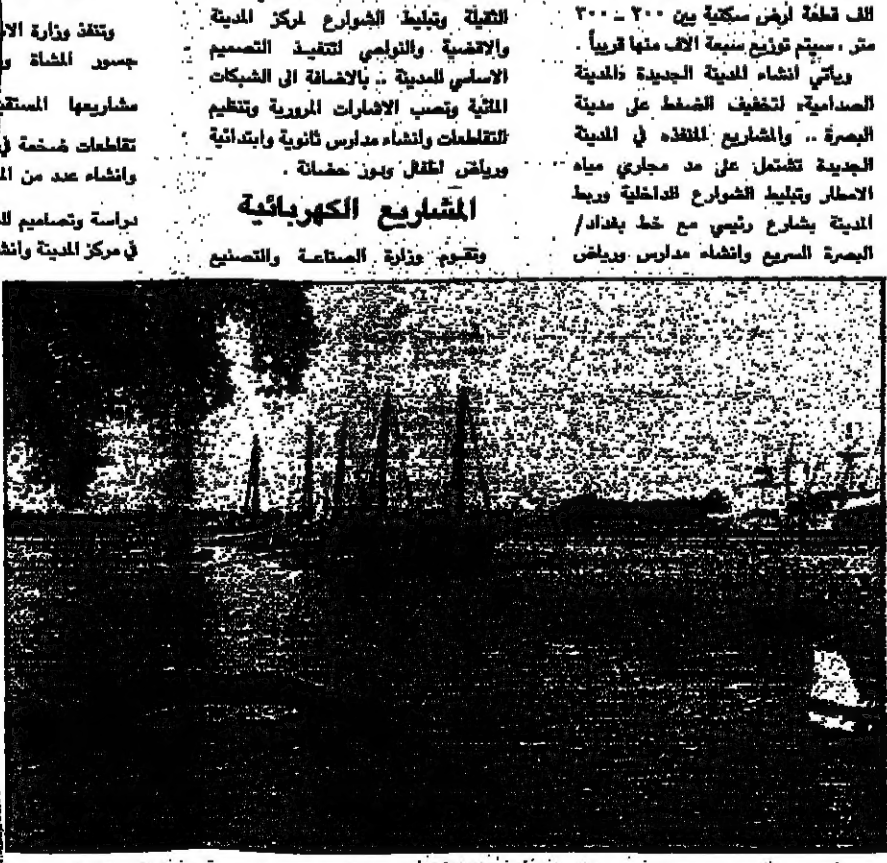 الف قطعة ارض سكنية بين ٢٠٠ ــ ٣٠٠
متر ، سيتم توزيع سبعة الاف منها قريباً .
ويأتي انشاء المدينة الجديدة «المدينة
الصدامية» لتخفيف الضغط على مدينة
البصرة .. والمشاريع المنفذه في المدينة
الجديدة تشتمل على مد مجاري مياه
الامطار وتبليط الشوارع الداخلية وربط
المدينة بشارع رئيسي مع خط بغداد/
البصرة السريع وانشاء مدارس ورياض
الثقيلة وتبليط الشوارع لمركز المدينة
والاقضية والنواحي لتنفيذ التصميم
الاساسي للمدينة .. بالاضافة الى الشبكات
المائية ونصب الاشارات المرورية وتنظيم
التقاطعات وانشاء مدارس ثانوية وابتدائية
ورياض اطفال ودور حضانة .
المشاريع الكهربائية
وتقوم وزارة الصناعة والتصنيع
وتنفذ وزارة
جسور المشاة
مشاريعها
تقاطعات ضخمة
وانشاء عدد من
دراسة وتصاميم
في مركز المدينة